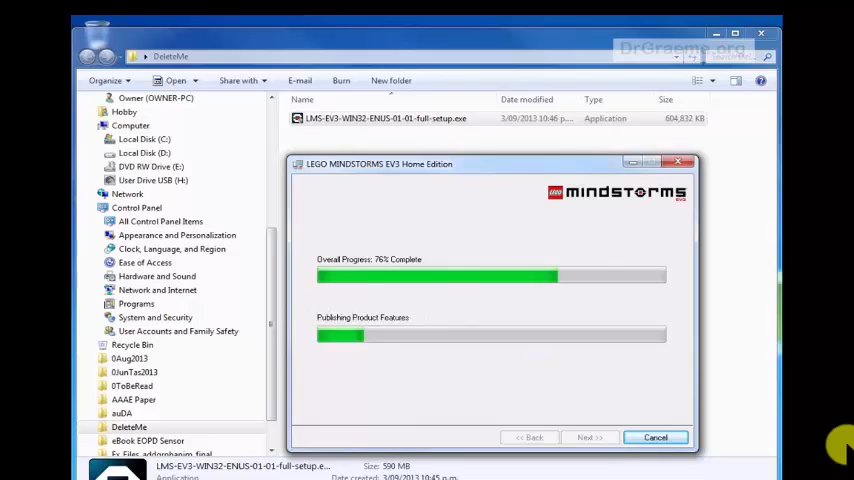 DrGraeme.org
DeleteMe
Organize
Open
Share with
E-mail
Burn
New folder
Owner (OWNER-PC)
Hobby
Computer
Local Disk (C:)
Local Disk (D:)
DVD RW Drive (E:)
User Drive USB (H:)
Network
Control Panel
All Control Panel Items
Appearance and Personalization
Clock, Language, and Region
Ease of Access
Hardware and Sound
Network and Internet
Programs
System and Security
User Accounts and Family Safety
Recycle Bin
0Aug2013
0JunTas2013
0ToBeRead
AAAE Paper
auDA
DeleteMe
eBook EOPD Sensor
Name Date modified Type Size
LMS-EV3-WIN32-ENUS-01-01-full-setup.exe 3/09/2013 10:46 p.m... Application 604,832 KB
LEGO MINDSTORMS EV3 Home Edition
LEGO mindstorms
EV3
Overall Progress: 76% Complete
Publishing Product Features
<< Back Next >> Cancel
LMS-EV3-WIN32-ENUS-01-01-full-setup.e... Size: 590 MB
Application Date created: 3/09/2013 10:45 p.m.